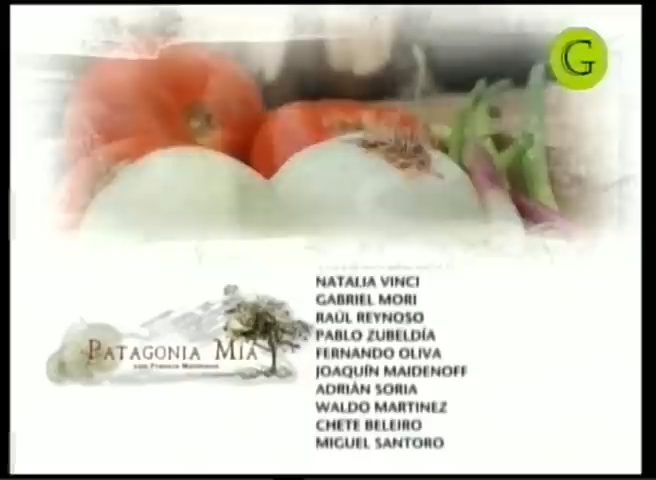 G
PATAGONIA MIA
NATALIA VINCI
GABRIEL MORI
RAÚL REYNOSO
PABLO ZUBELDÍA
FERNANDO OLIVA
JOAQUÍN MAIDENOFF
ADRIÁN SORIA
WALDO MARTINEZ
CHETE BELEIRO
MIGUEL SANTORO